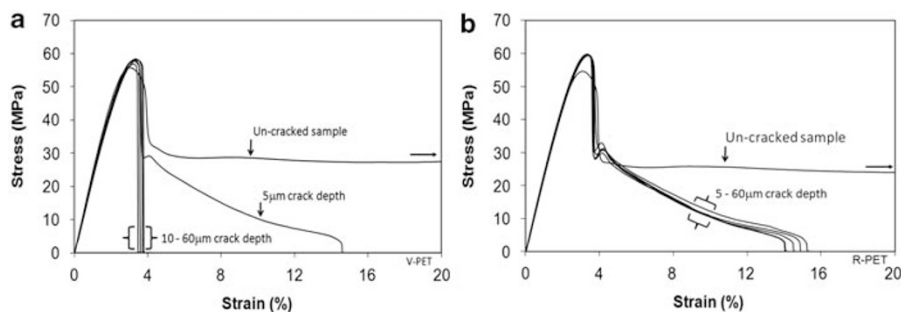 a
70
60
50
40
30
20
10
0
Stress (MPa)
Un-cracked sample
5μm crack depth
10 - 60μm crack depth
V-PET
0 4 8 12 16 20
Strain (%)
b
70
60
50
40
30
20
10
0
Stress (MPa)
Un-cracked sample
5 - 60μm crack depth
R-PET
0 4 8 12 16 20
Strain (%)